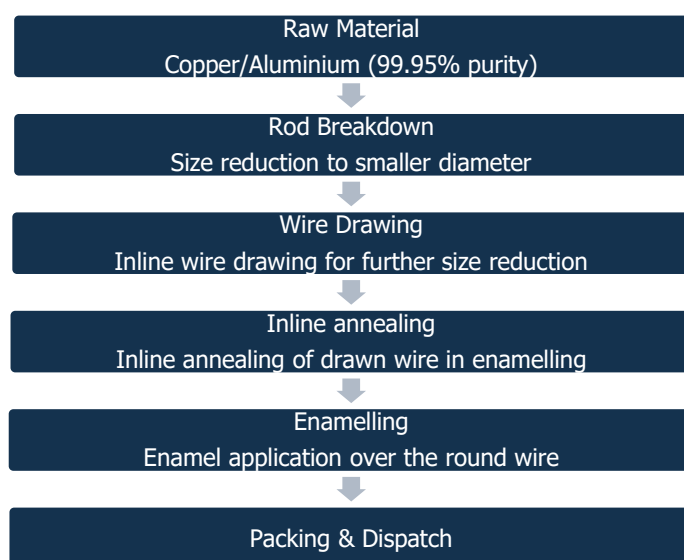 Raw Material
Copper/Aluminium (99.95% purity)
Rod Breakdown
Size reduction to smaller diameter
Wire Drawing
Inline wire drawing for further size reduction
Inline annealing
Inline annealing of drawn wire in enamelling
Enamelling
Enamel application over the round wire
Packing & Dispatch